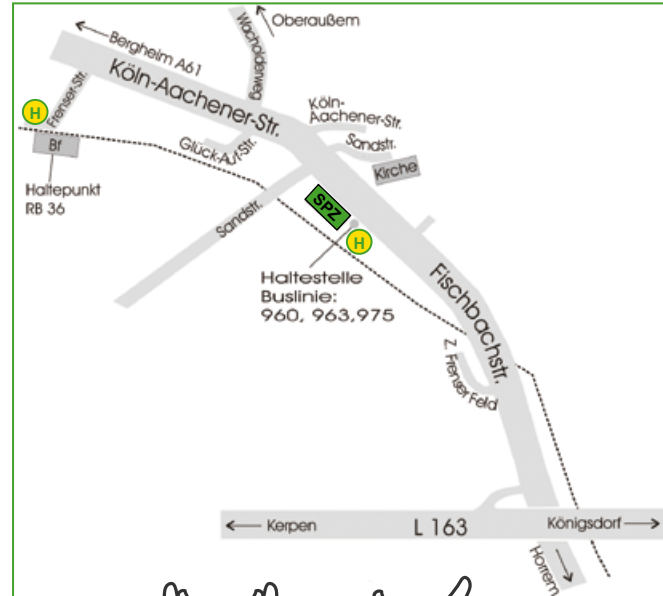 Oberaußem
Wacholderweg
Bergheim A61
Köln-Aachener-Str.
Frenser-Str.
H
Bf
Haltepunkt
RB 36
Glück-Auf-Str.
Köln-
Aachener-Str.
Sandstr.
Kirche
Sandstr.
SPZ
H
Haltestelle
Buslinie:
960, 963,975
Fischbachstr.
Z. Frenser Feld
Kerpen
L 163
Königsdorf
Horrem